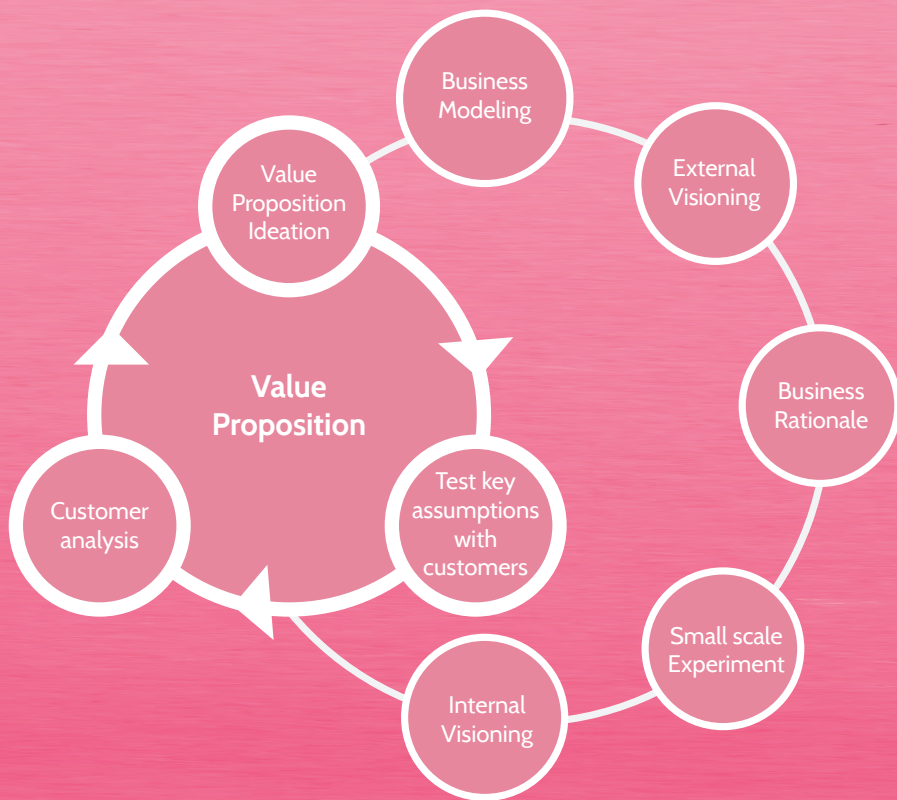 Business
Modeling
External
Visioning
Value
Proposition
Ideation
Business
Rationale
Value
Proposition
Customer
analysis
Test key
assumptions
with
customers
Small scale
Experiment
Internal
Visioning